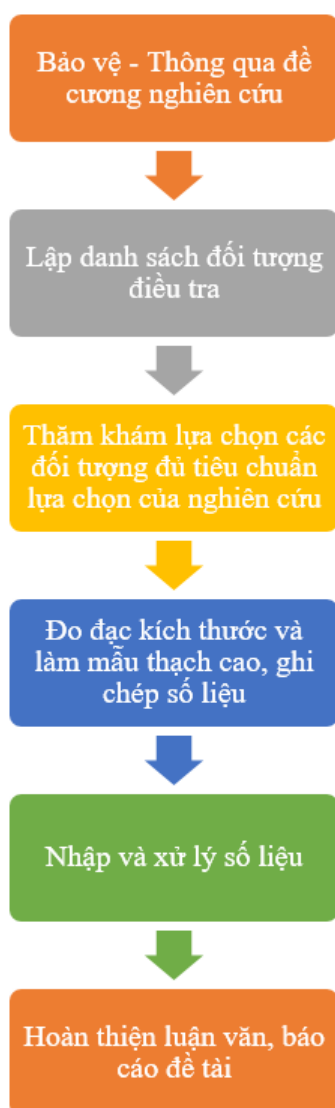 Bảo vệ - Thông qua đề
cương nghiên cứu
Lập danh sách đối tượng
điều tra
Thăm khám lựa chọn các
đối tượng đủ tiêu chuẩn
lựa chọn của nghiên cứu
Đo đạc kích thước và
làm mẫu thạch cao, ghi
chép số liệu
Nhập và xử lý số liệu
Hoàn thiện luận văn, báo
cáo đề tài